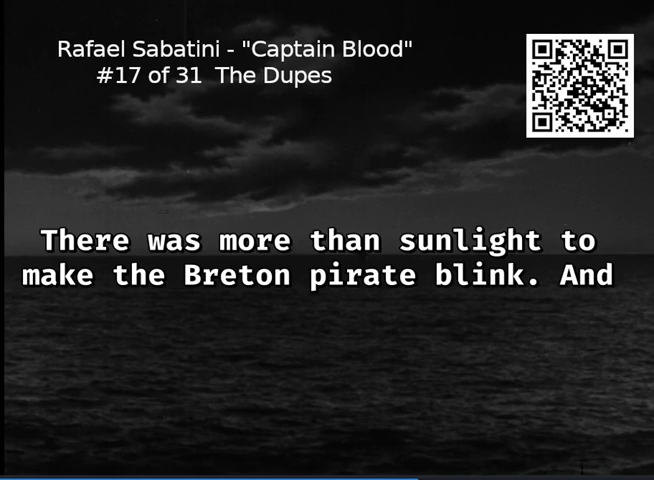 Rafael Sabatini - "Captain Blood"
#17 of 31 The Dupes
There was more than sunlight to
make the Breton pirate blink. And